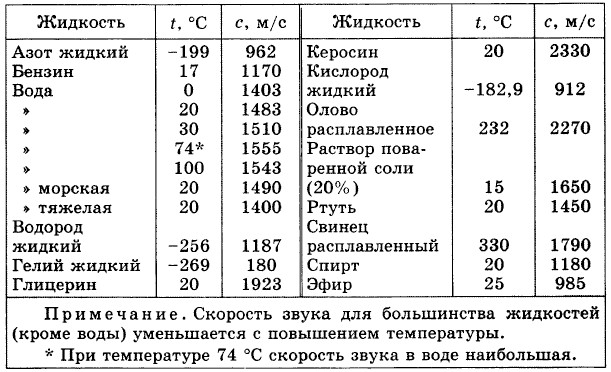 Жидкость t, °С c, м/с Жидкость t, °С c, м/с
Азот жидкий −199 962 Керосин 20 2330
Бензин 17 1170 Кислород
Вода 0 1403 жидкий −182,9 912
» 20 1483 Олово
» 30 1510 расплавленное 232 2270
» 74* 1555 Раствор пова-
» 100 1543 ренной соли
» морская 20 1490 (20%) 15 1650
» тяжелая 20 1400 Ртуть 20 1450
Водород Свинец
жидкий −256 1187 расплавленный 330 1790
Гелий жидкий −269 180 Спирт 20 1180
Глицерин 20 1923 Эфир 25 985
Примечание. Скорость звука для большинства жидкостей
(кроме воды) уменьшается с повышением температуры.
* При температуре 74 °С скорость звука в воде наибольшая.